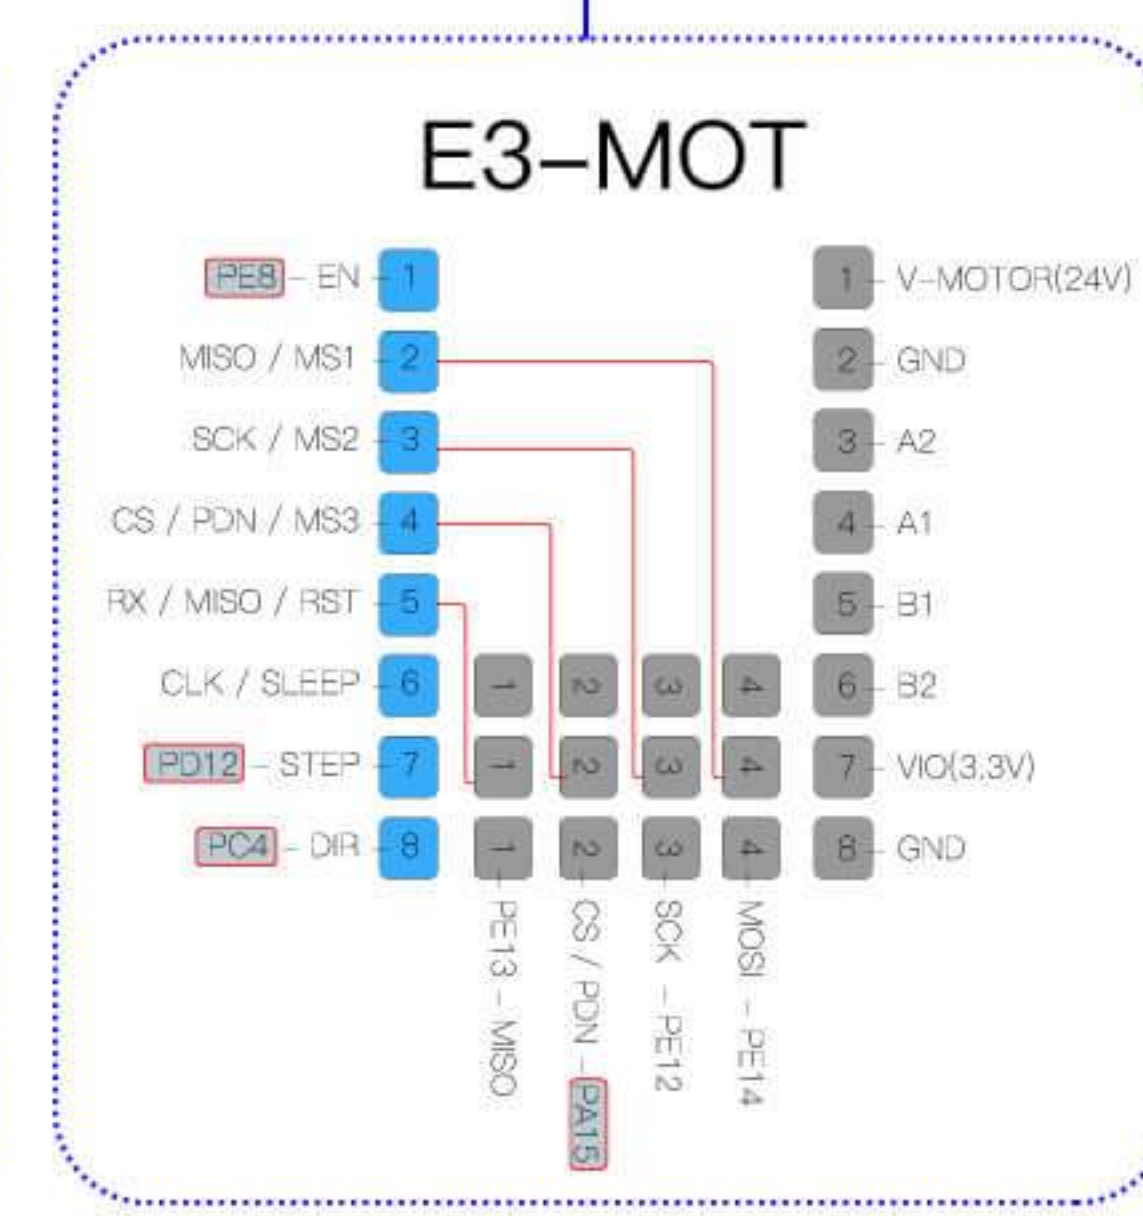 E3-MOT
PE8 - EN 1
MISO / MS1 2
SCK / MS2 3
CS / PDN / MS3 4
RX / MISO / RST 5
CLK / SLEEP 6
PD12 - STEP 7
PC4 - DIR 8
1 2 3 4
1 2 3 4
1 2 3 4
PE13 - MISO
CS / PDN - PA15
SCK - PE12
MOSI - PE14
1 V-MOTOR(24V)
2 GND
3 A2
4 A1
5 B1
6 B2
7 VIO(3.3V)
8 GND